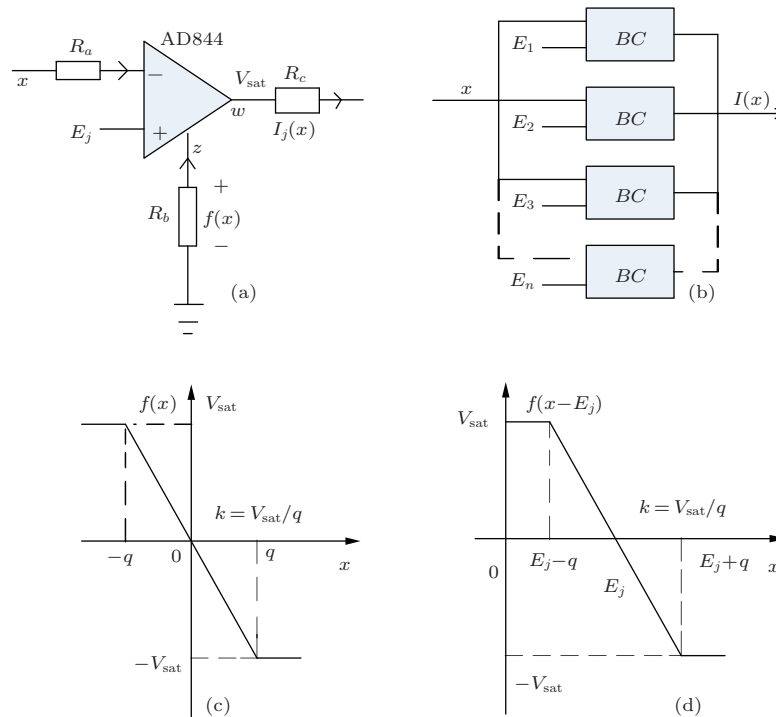 AD844
R_a
x
−
V_sat
R_c
E_j
+
w
I_j(x)
z
R_b
+
f(x)
−
(a)
E_1
BC
x
E_2
BC
I(x)
E_3
BC
E_n
BC
(b)
f(x)
V_sat
k = V_sat/q
−q
0
q
x
−V_sat
(c)
f(x−E_j)
V_sat
k = V_sat/q
0
E_j−q
E_j
E_j+q
x
−V_sat
(d)